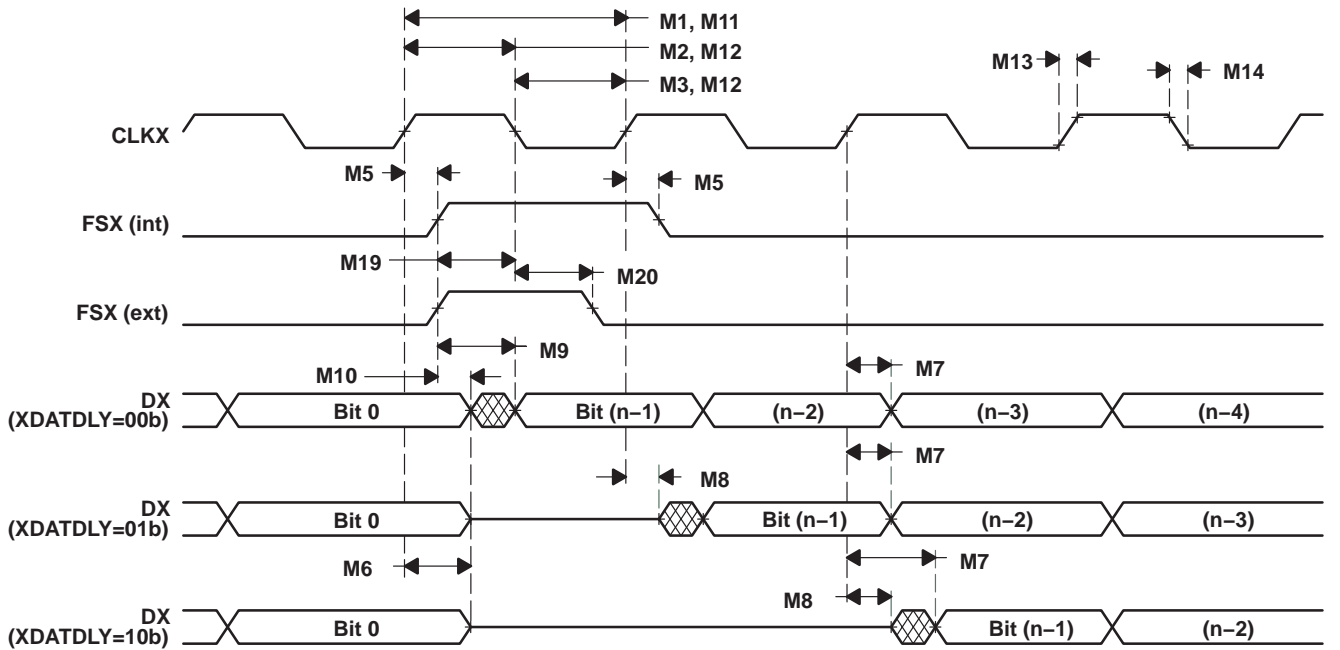 M1, M11
M2, M12
M3, M12
M13
M14
CLKX
M5
M5
FSX (int)
M19
M20
FSX (ext)
M9
M10
M7
DX
(XDATDLY=00b)
Bit 0
Bit (n–1)
(n–2)
(n–3)
(n–4)
M7
M8
DX
(XDATDLY=01b)
Bit 0
Bit (n–1)
(n–2)
(n–3)
M6
M7
M8
DX
(XDATDLY=10b)
Bit 0
Bit (n–1)
(n–2)